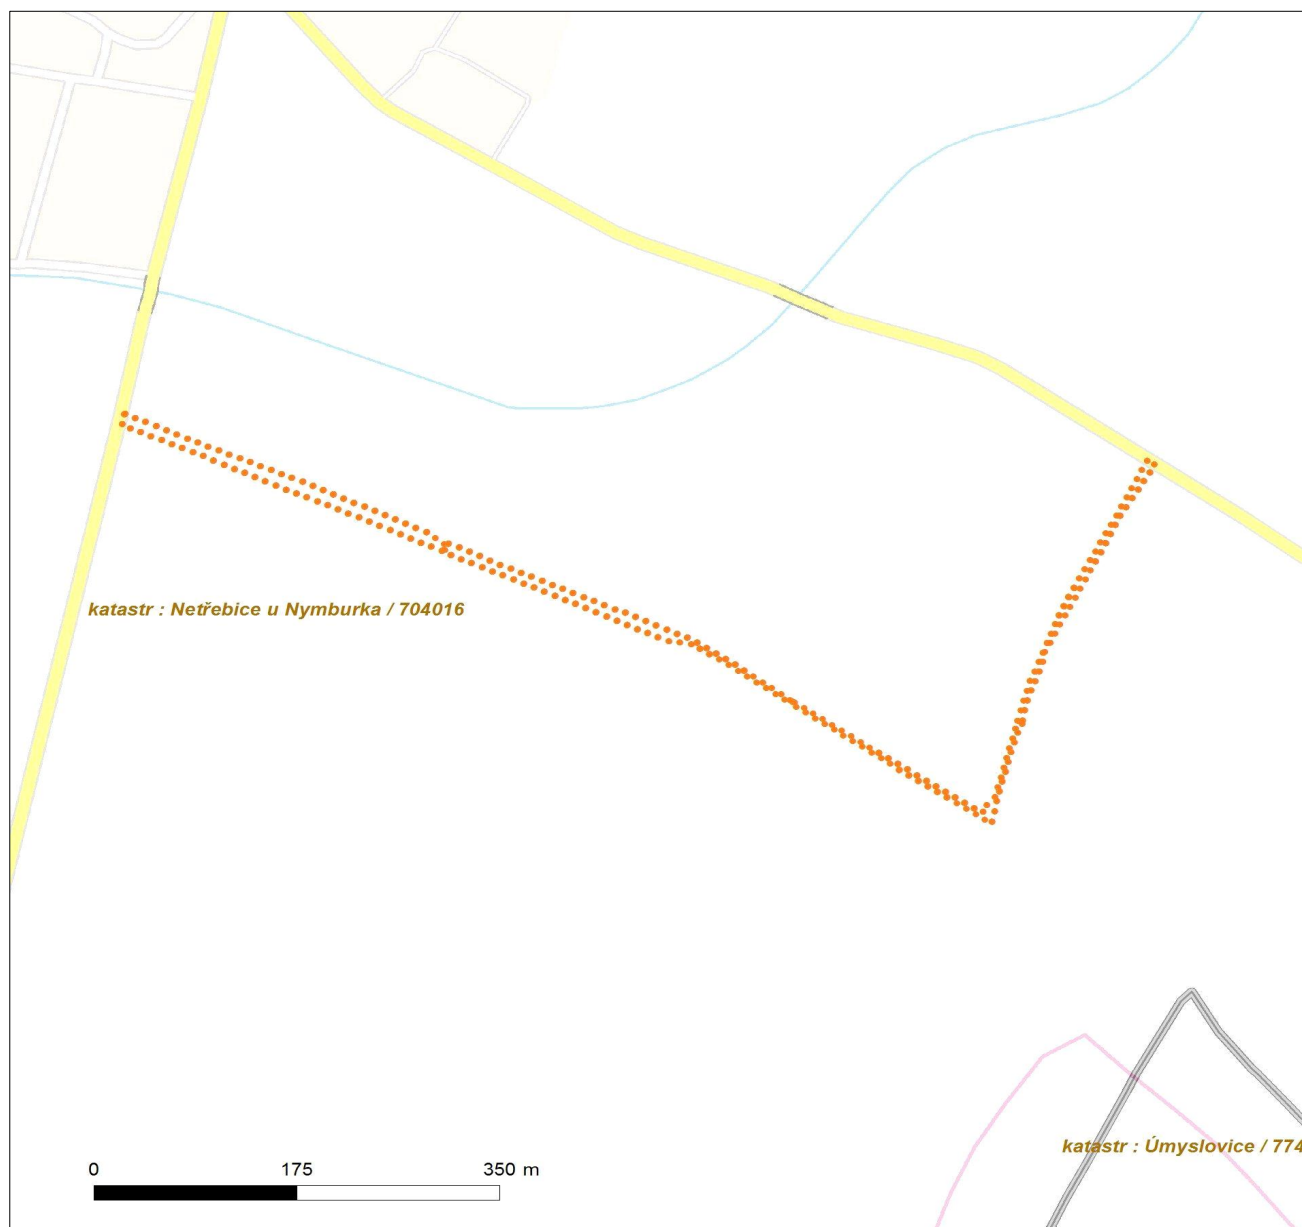 katastr : Netřebice u Nymburka / 704016
katastr : Úmyslovice / 774
0 175 350 m